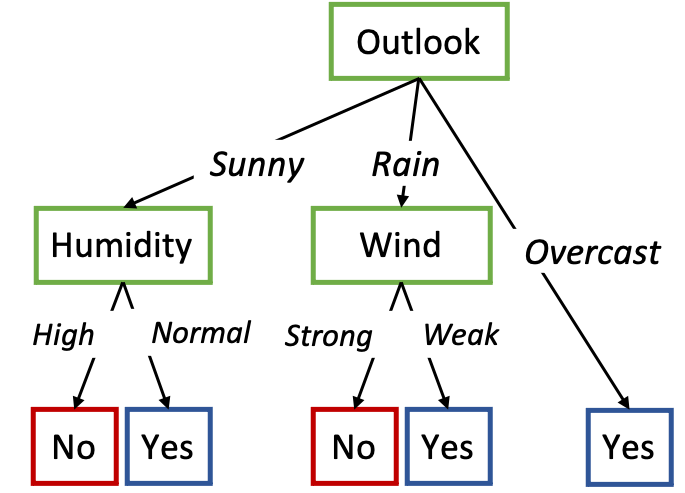 Outlook
Sunny
Rain
Humidity
Wind
Overcast
High
Normal
Strong
Weak
No
Yes
No
Yes
Yes